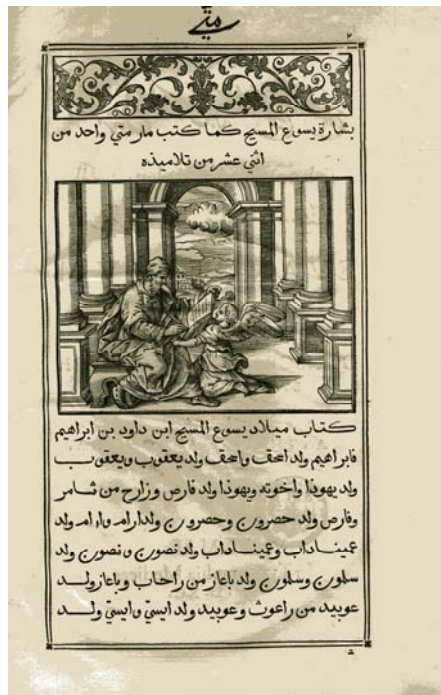 متي
٢
بشارة يسوع المسيح كما كتب مار متي واحد من
اثني عشر من تلاميذه
كتاب ميلاد يسوع المسيح ابن داود بن ابراهيم
فابراهيم ولد اسحق واسحق ولد يعقوب ويعقوب
ولد يهوذا واخوته ويهوذا ولد فارص وزارح من ثامر
وفارص ولد حصرون وحصرون ولد ارام وارام ولد
عميناداب وعميناداب ولد نصون ونصون ولد
سلمون وسلمون ولد باعاز من راحاب وباعاز ولد
عوبيد من راعوث وعوبيد ولد ايسي وايسي ولد